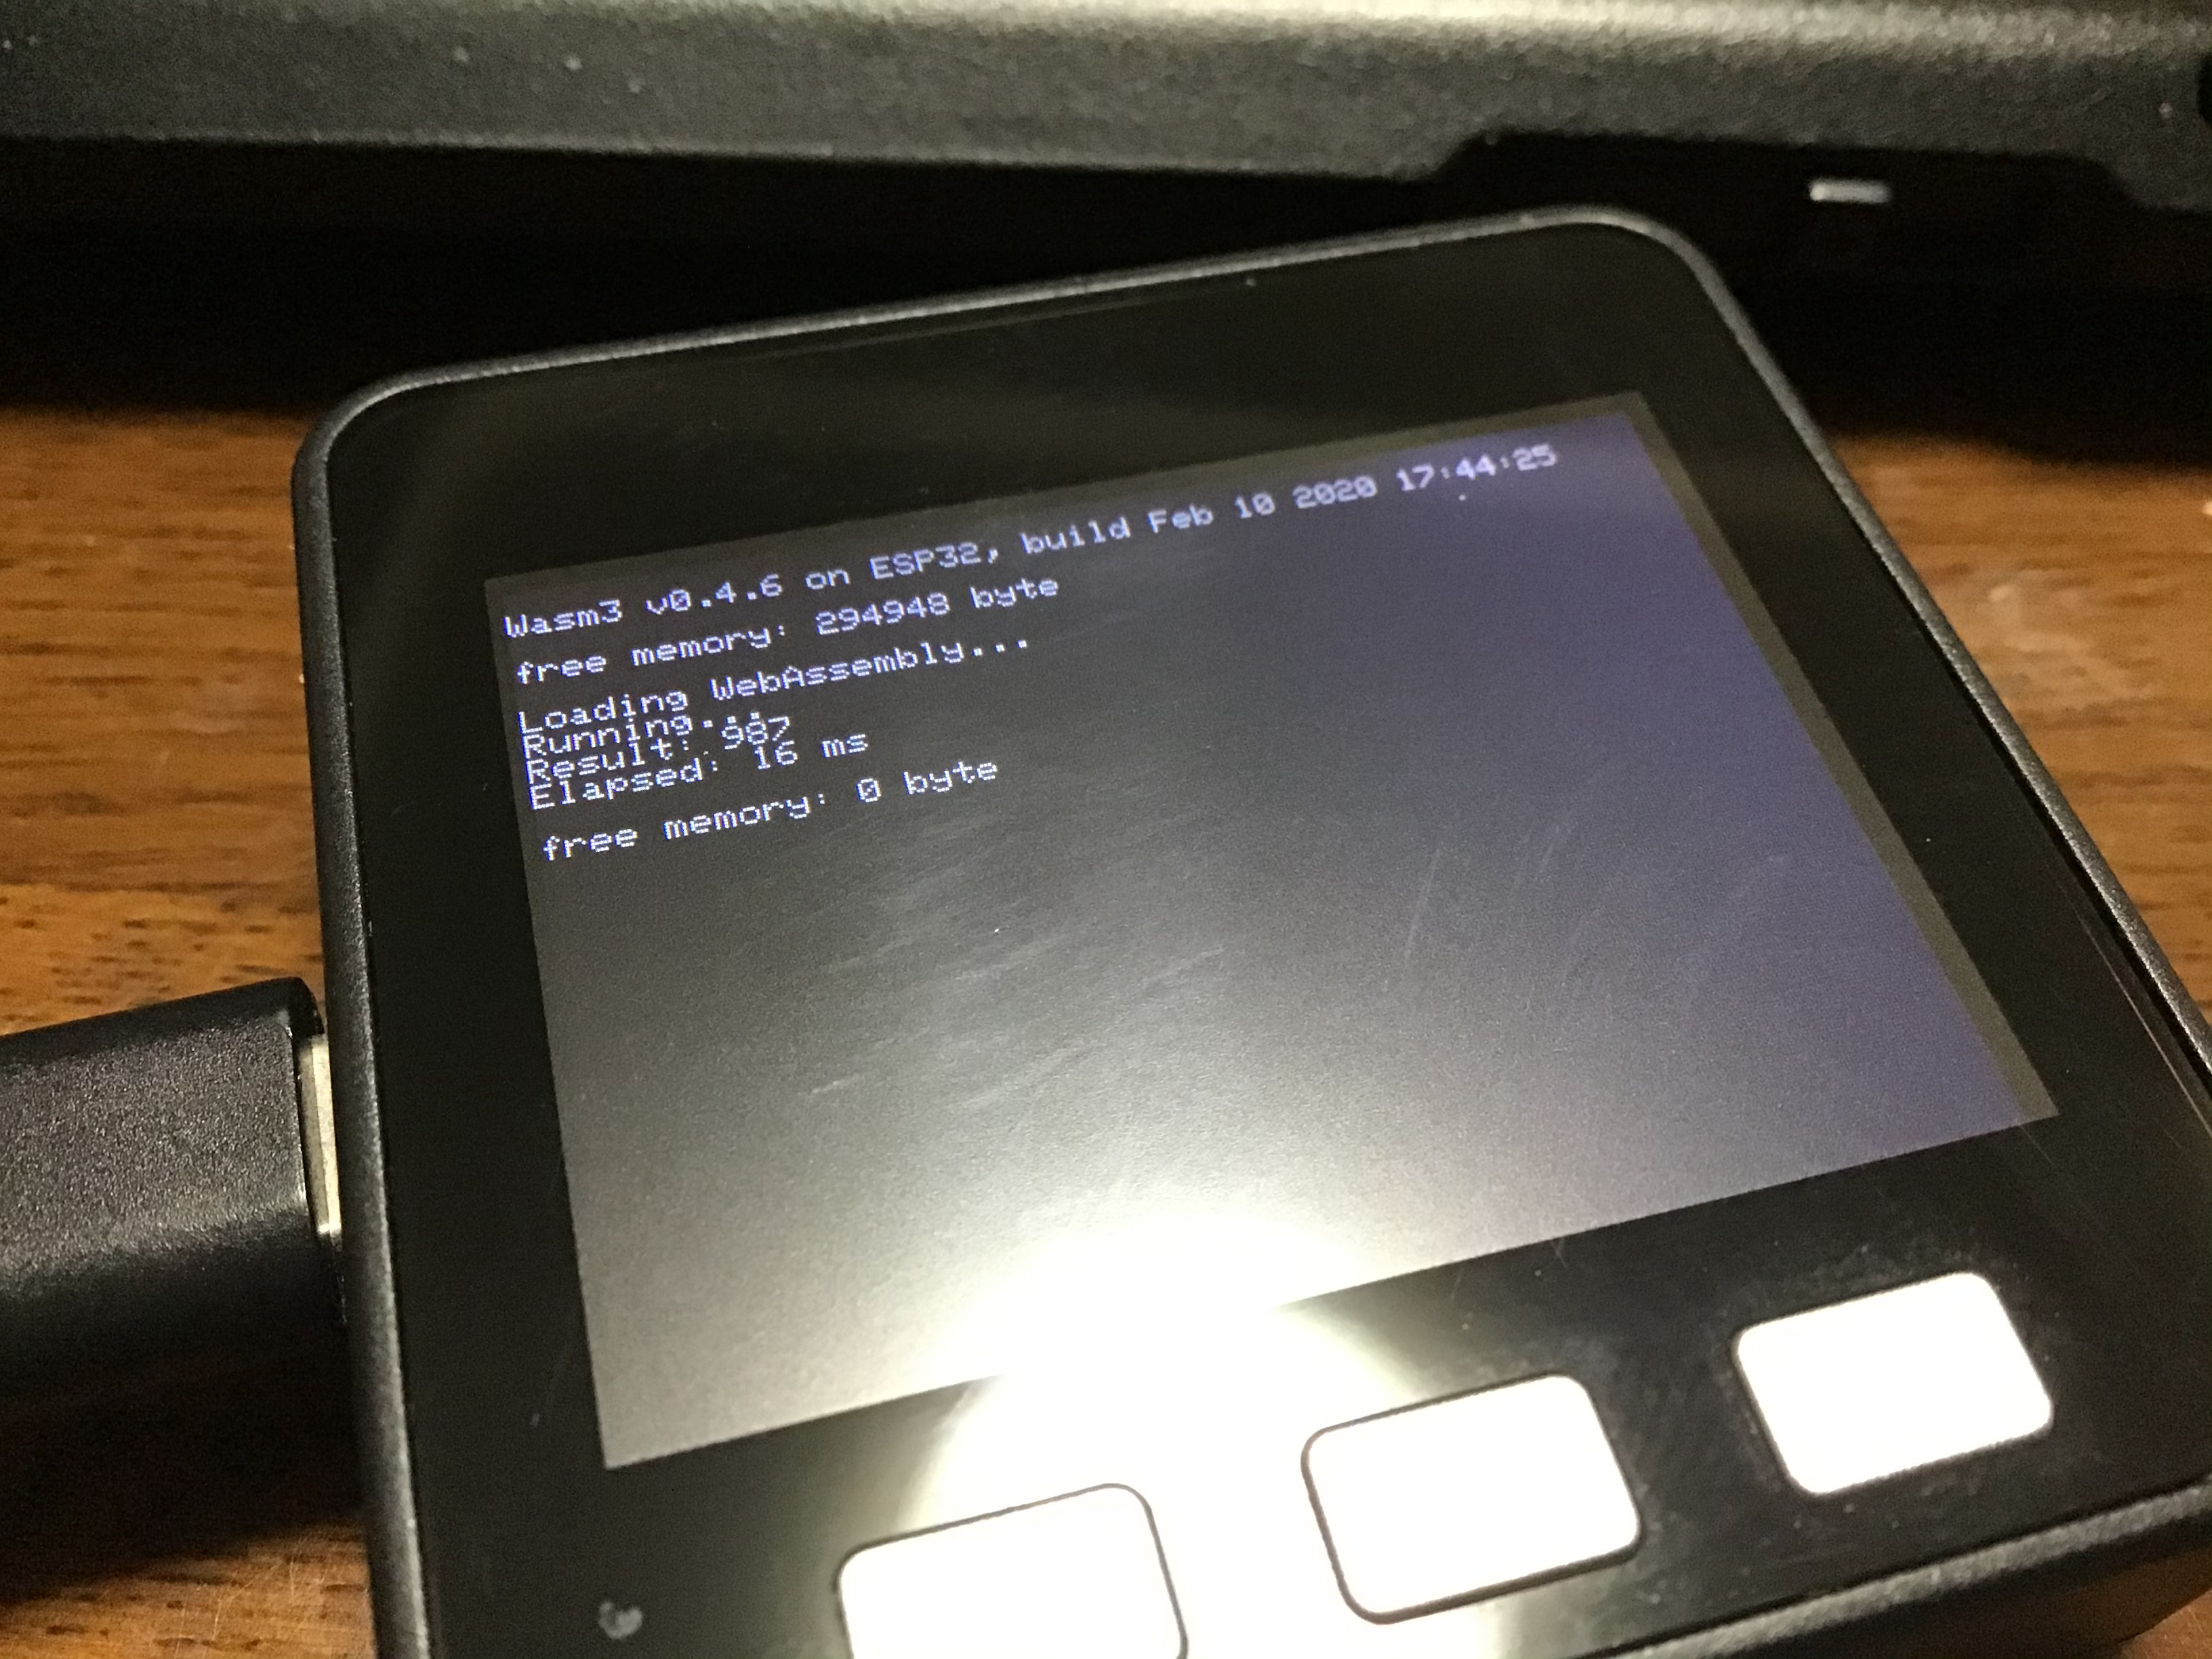 Wasm3 v0.4.6 on ESP32, build Feb 10 2020 17:44:25
free memory: 294948 byte
Loading WebAssembly...
Running...
Result: 987
Elapsed: 16 ms
free memory: 0 byte